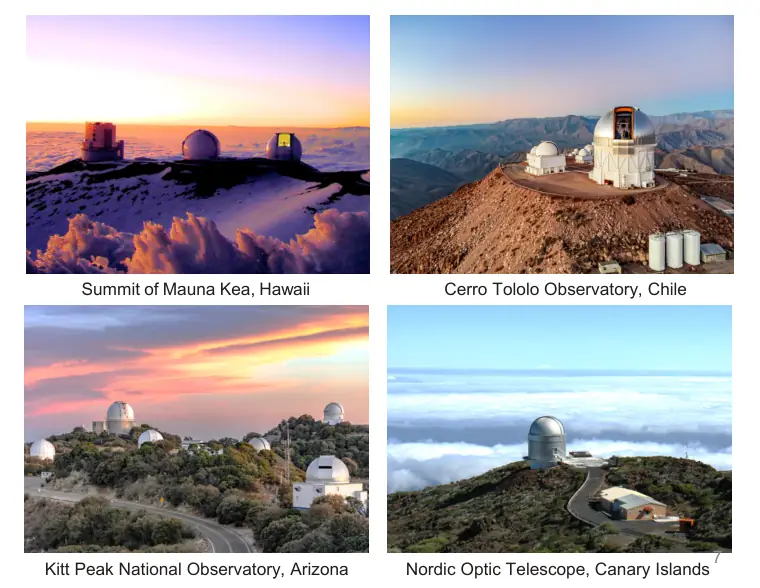 Summit of Mauna Kea, Hawaii
Cerro Tololo Observatory, Chile
Kitt Peak National Observatory, Arizona
Nordic Optic Telescope, Canary Islands
7